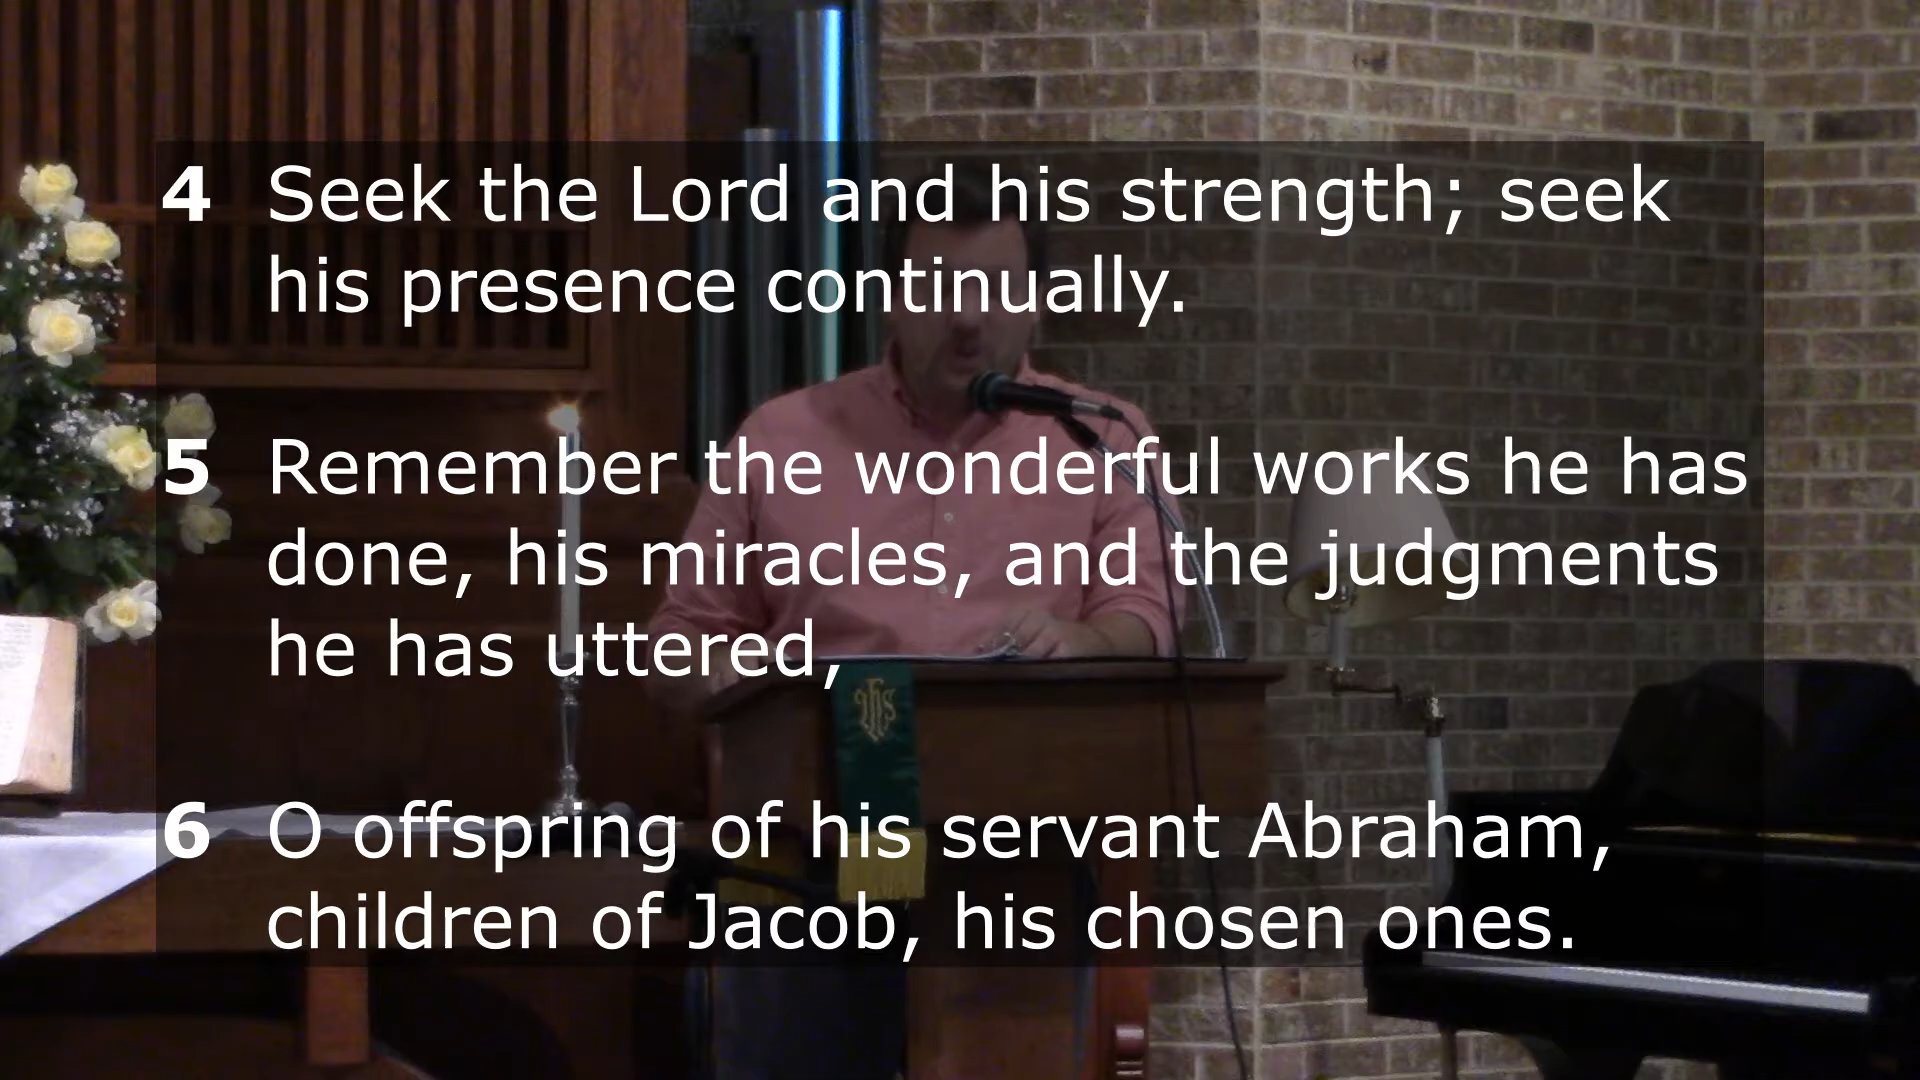 4 Seek the Lord and his strength; seek
his presence continually.
5 Remember the wonderful works he has
done, his miracles, and the judgments
he has uttered,
6 O offspring of his servant Abraham,
children of Jacob, his chosen ones.
IHS